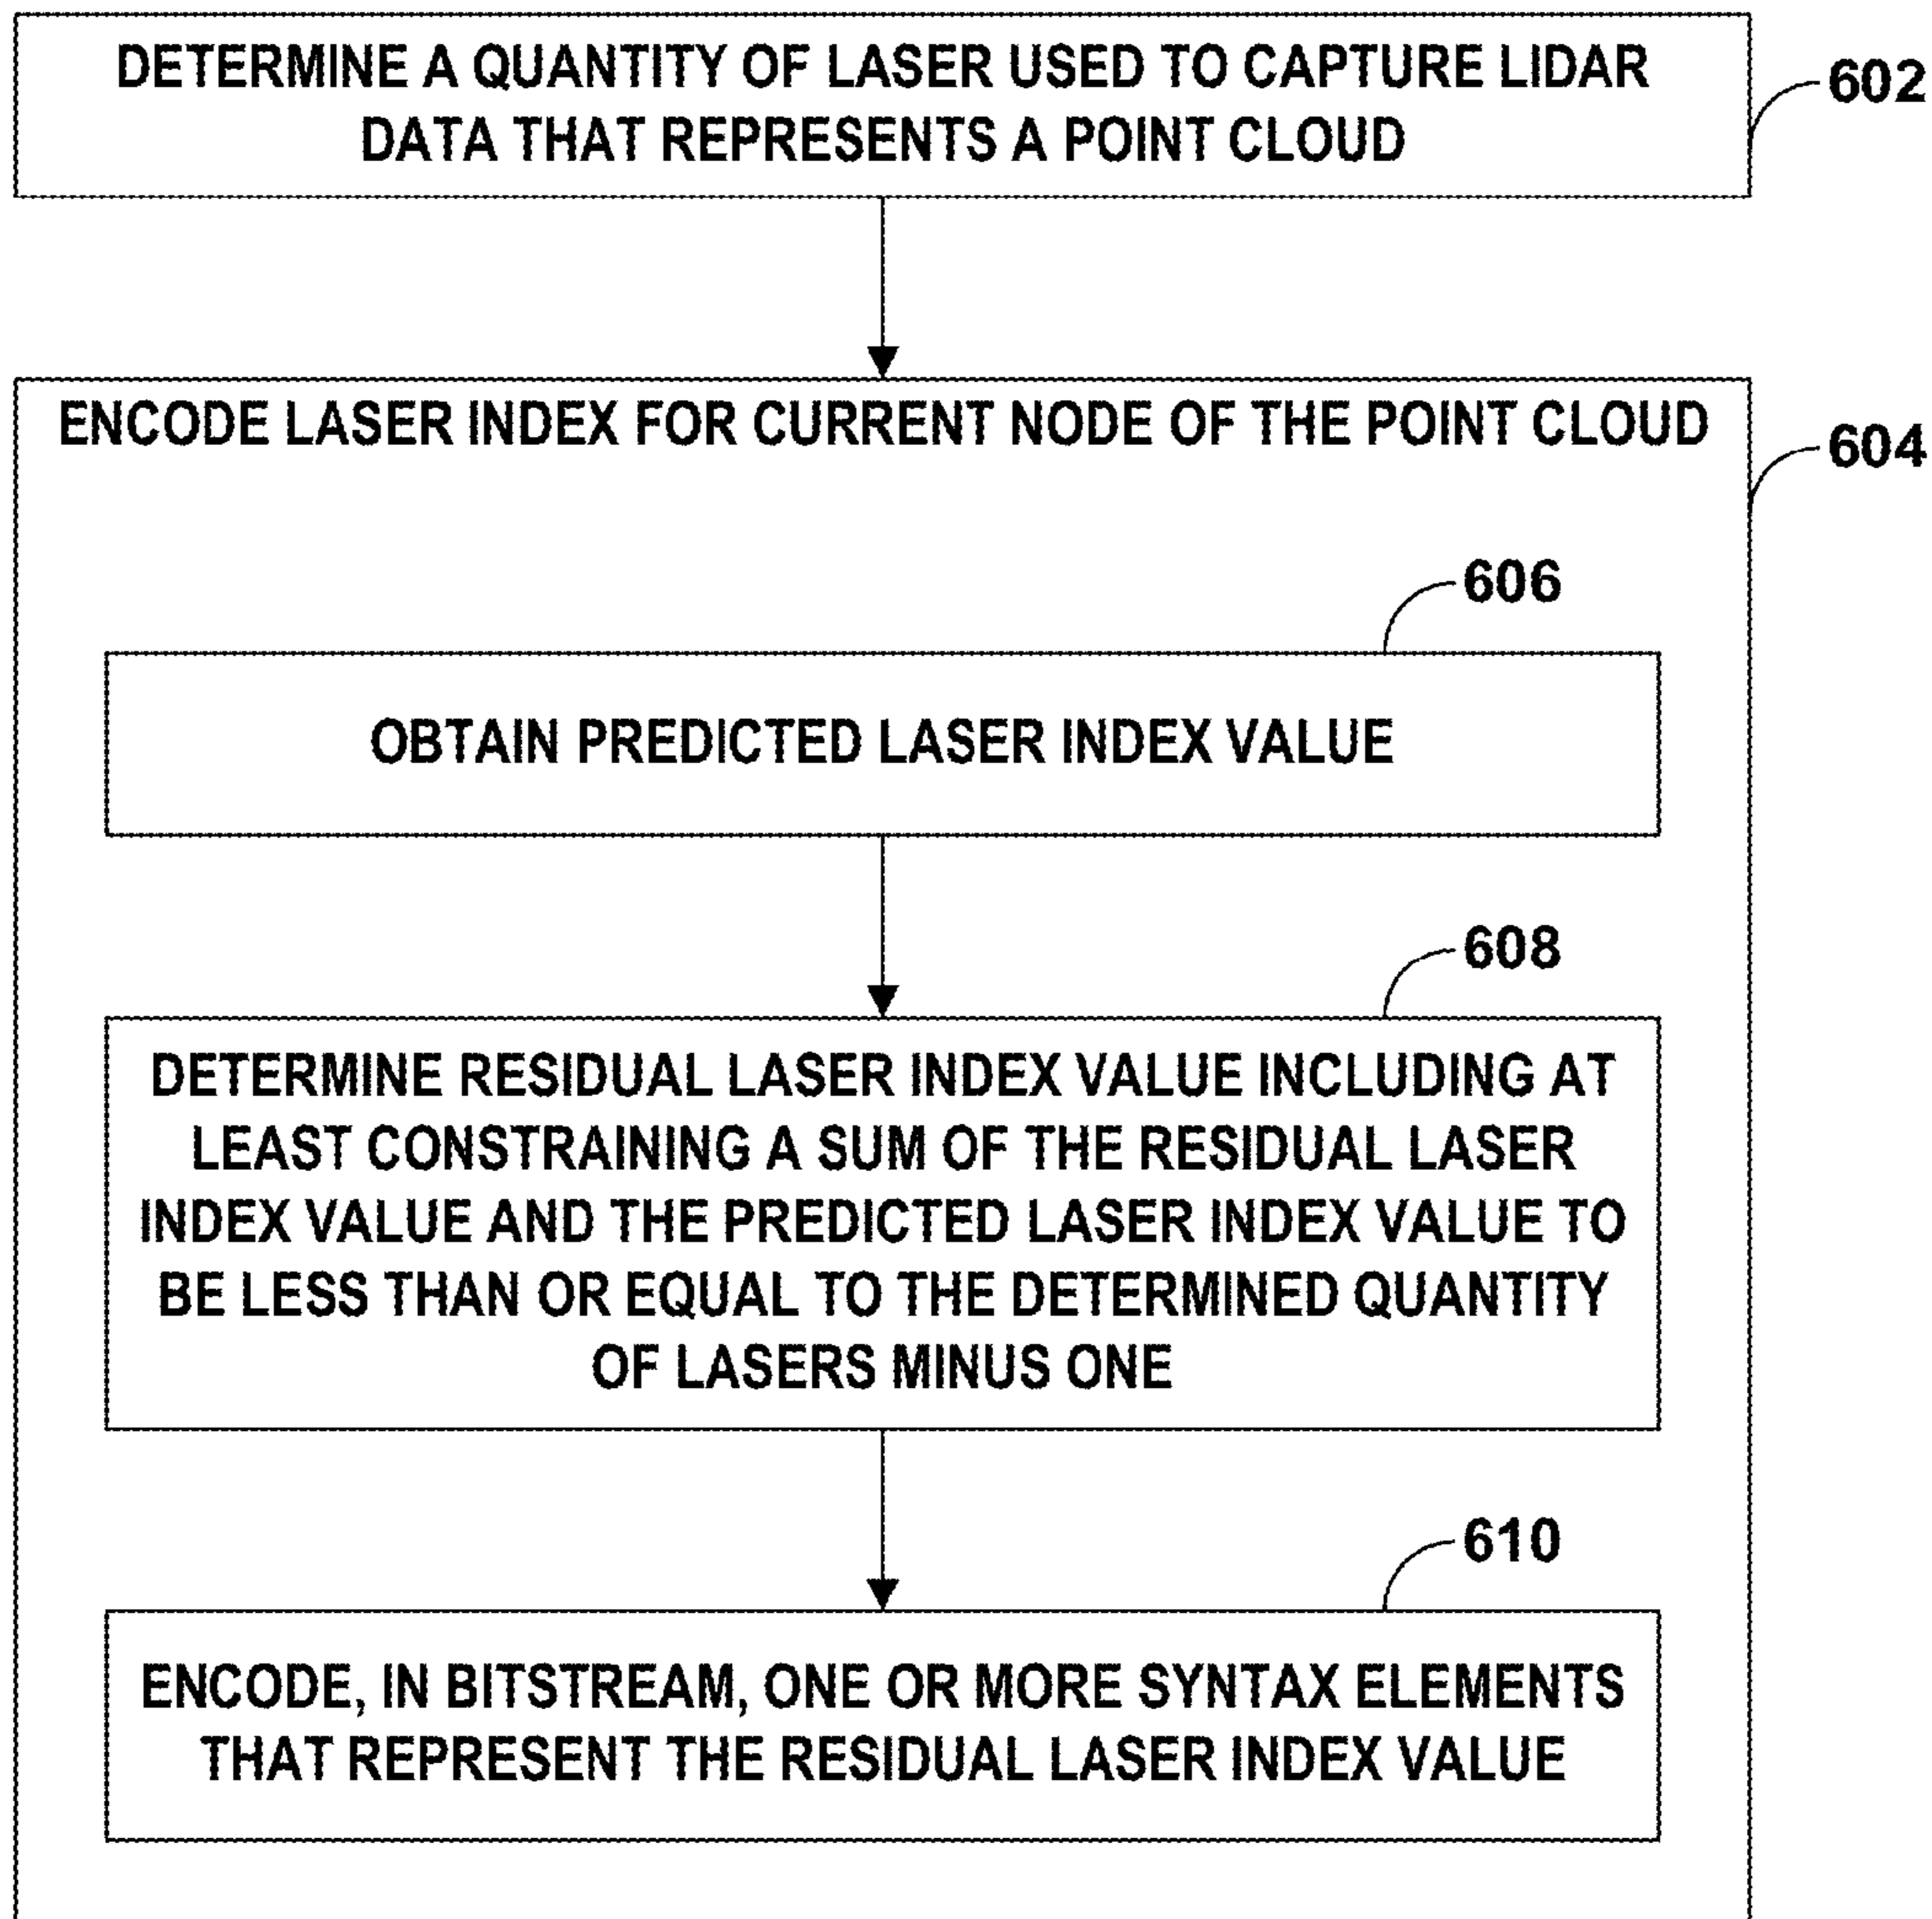 DETERMINE A QUANTITY OF LASER USED TO CAPTURE LIDAR
DATA THAT REPRESENTS A POINT CLOUD
602
ENCODE LASER INDEX FOR CURRENT NODE OF THE POINT CLOUD
604
606
OBTAIN PREDICTED LASER INDEX VALUE
608
DETERMINE RESIDUAL LASER INDEX VALUE INCLUDING AT
LEAST CONSTRAINING A SUM OF THE RESIDUAL LASER
INDEX VALUE AND THE PREDICTED LASER INDEX VALUE TO
BE LESS THAN OR EQUAL TO THE DETERMINED QUANTITY
OF LASERS MINUS ONE
610
ENCODE, IN BITSTREAM, ONE OR MORE SYNTAX ELEMENTS
THAT REPRESENT THE RESIDUAL LASER INDEX VALUE